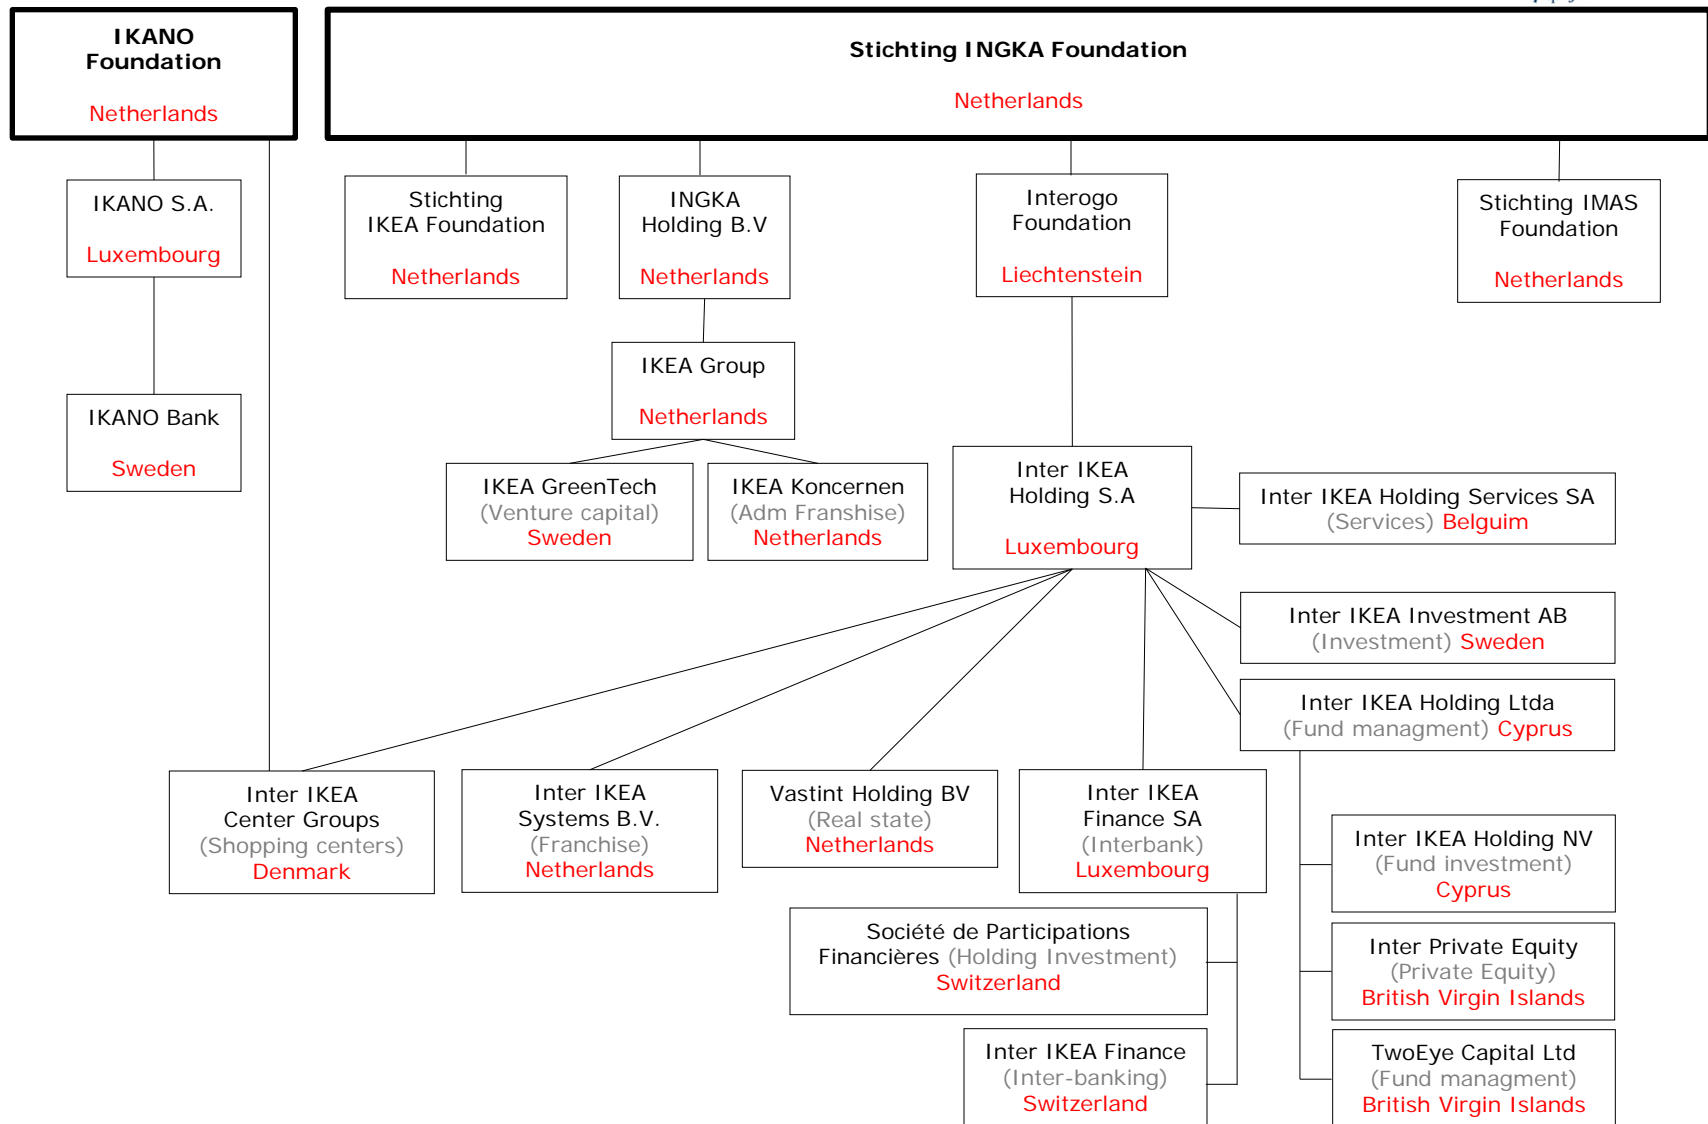 IKANO
Foundation
Netherlands
Stichting INGKA Foundation
Netherlands
IKANO S.A.
Luxembourg
Stichting
IKEA Foundation
Netherlands
INGKA
Holding B.V
Netherlands
Interogo
Foundation
Liechtenstein
Stichting IMAS
Foundation
Netherlands
IKEA Group
Netherlands
IKANO Bank
Sweden
IKEA GreenTech
(Venture capital)
Sweden
IKEA Koncernen
(Adm Franshise)
Netherlands
Inter IKEA
Holding S.A
Luxembourg
Inter IKEA Holding Services SA
(Services) Belguim
Inter IKEA Investment AB
(Investment) Sweden
Inter IKEA Holding Ltda
(Fund managment) Cyprus
Inter IKEA
Center Groups
(Shopping centers)
Denmark
Inter IKEA
Systems B.V.
(Franchise)
Netherlands
Vastint Holding BV
(Real state)
Netherlands
Inter IKEA
Finance SA
(Interbank)
Luxembourg
Inter IKEA Holding NV
(Fund investment)
Cyprus
Société de Participations
Financières (Holding Investment)
Switzerland
Inter Private Equity
(Private Equity)
British Virgin Islands
Inter IKEA Finance
(Inter-banking)
Switzerland
TwoEye Capital Ltd
(Fund managment)
British Virgin Islands